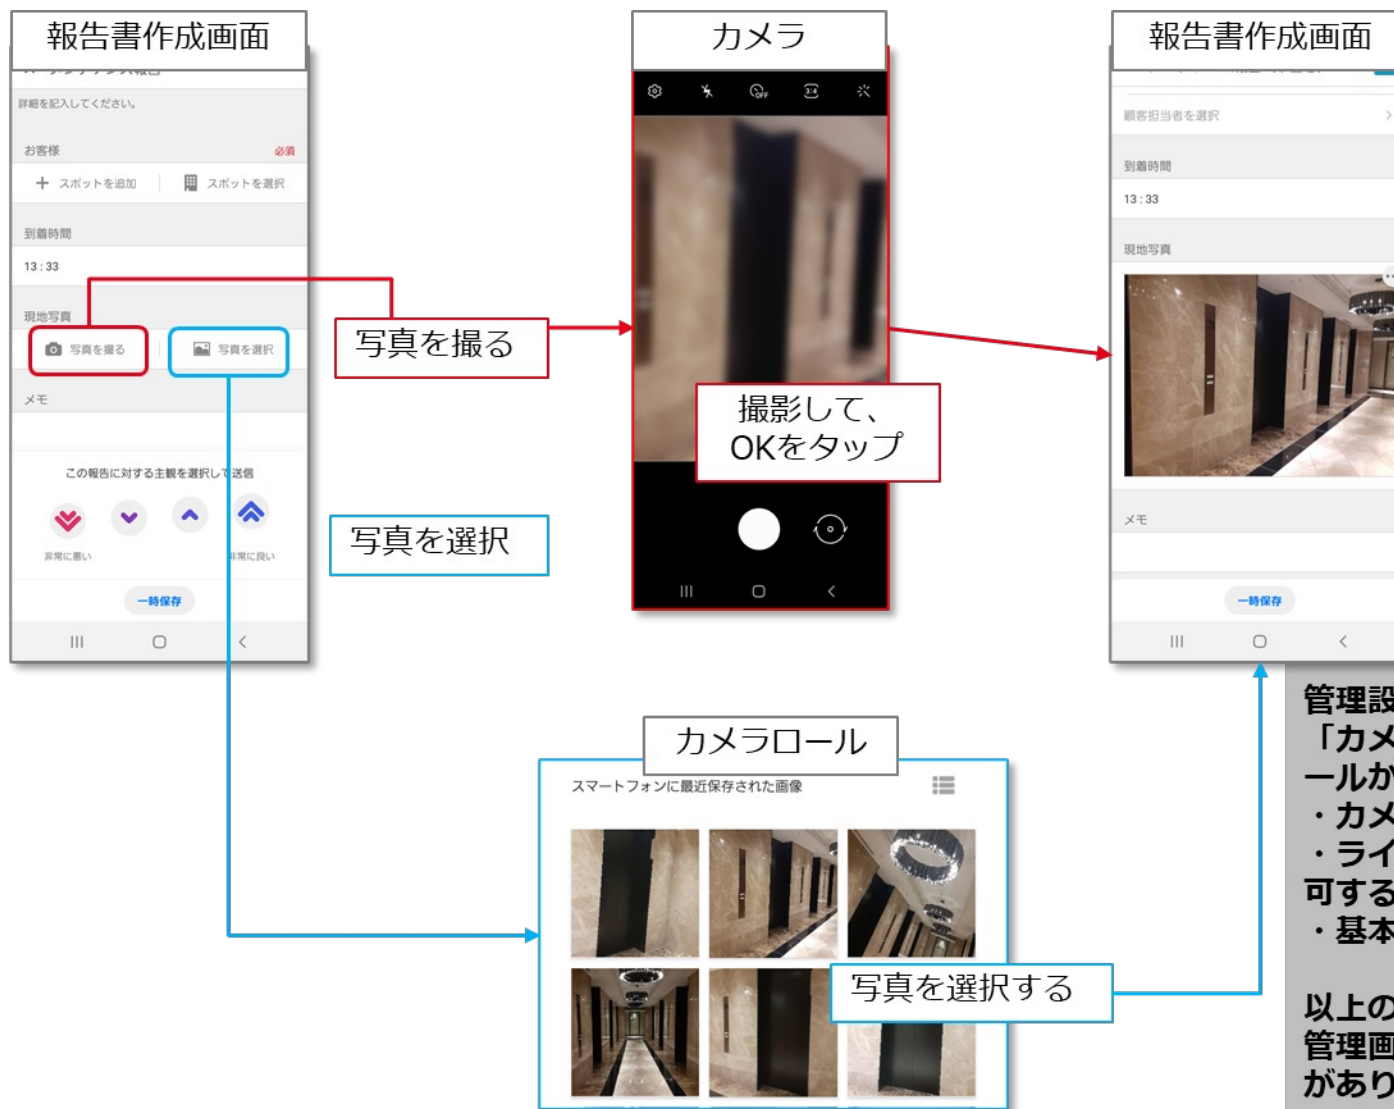 報告書作成画面
詳細を記入してください。
お客様
必須
スポットを追加
スポットを選択
到着時間
13:33
現地写真
写真を撮る
写真を選択
メモ
この報告に対する主観を選択して送信
非常に悪い
非常に良い
一時保存
写真を撮る
写真を選択
カメラ
OFF
3:4
撮影して、
OKをタップ
報告書作成画面
顧客担当者を選択
到着時間
13:33
現地写真
メモ
一時保存
カメラロール
スマートフォンに最近保存された画像
写真を選択する
管理設
「カメ
ールか
・カメ
・ライ
可する
・基本
以上の
管理画
があり